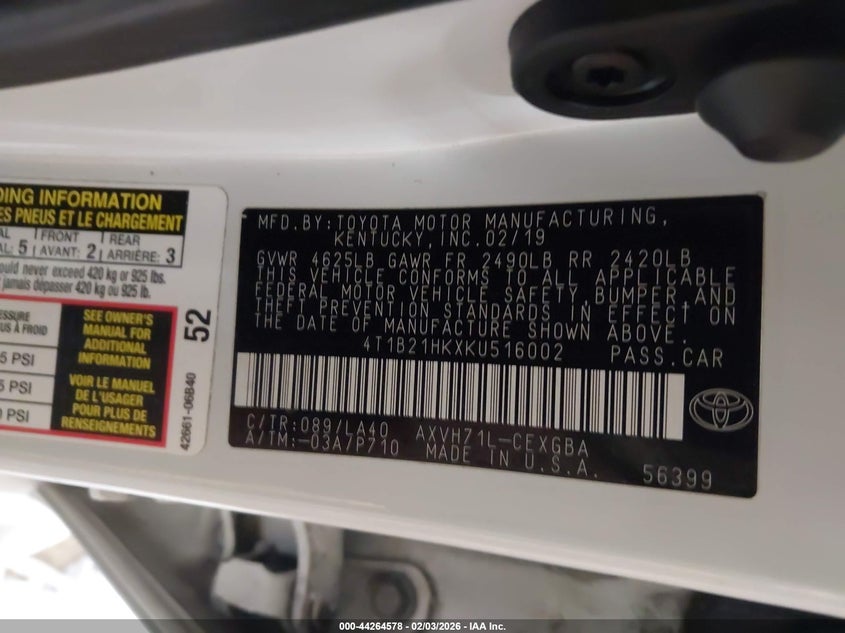 DING INFORMATION
ES PNEUS ET LE CHARGEMENT
AL FRONT REAR
AL: 5 AVANT: 2 ARRIÈRE: 3
ould never exceed 420 kg or 925 lbs.
t jamais dépasser 420 kg ou 925 lb.
ESSURE
US À FROID
5 PSI
5 PSI
0 PSI
SEE OWNER'S
MANUAL FOR
ADDITIONAL
INFORMATION
VOIR LE MANUEL
DE L'USAGER
POUR PLUS DE
RENSEIGNEMENTS
52
42661-06B40
MFD.BY:TOYOTA MOTOR MANUFACTURING,
KENTUCKY,INC.02/19
GVWR 4625LB GAWR FR 2490LB RR 2420LB
THIS VEHICLE CONFORMS TO ALL APPLICABLE
FEDERAL MOTOR VEHICLE SAFETY,BUMPER,AND
THEFT PREVENTION STANDARDS IN EFFECT ON
THE DATE OF MANUFACTURE SHOWN ABOVE.
4T1B21HKXKU516002 PASS.CAR
C/TR:089/LA40 AXVH71L-CEXGBA
A/TM:-03A7P710 MADE IN U.S.A.
56399
000-44264578 - 02/03/2026 - IAA Inc.